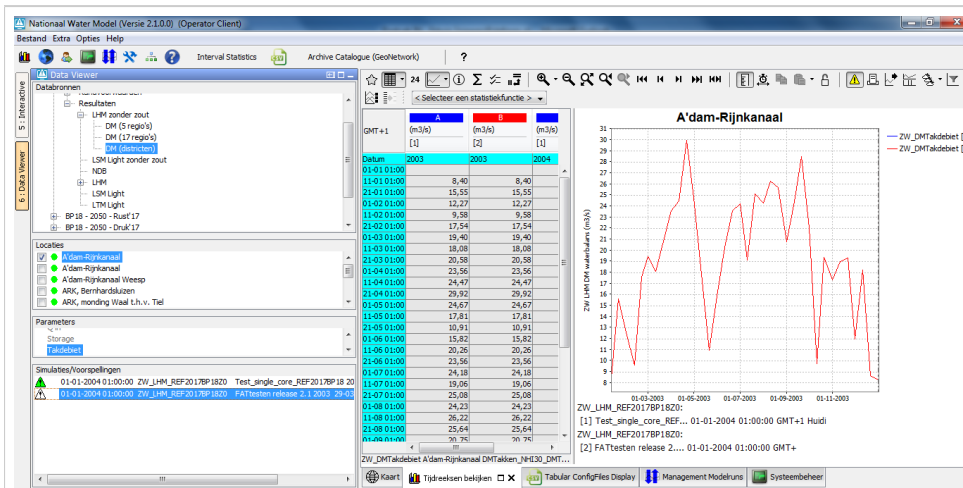 Nationaal Water Model (Versie 2.1.0.0) (Operator Client)
Bestand Extra Opties Help
Interval Statistics Archive Catalogue (GeoNetwork) ?
5 : Interactive
6 : Data Viewer
Data Viewer
Databronnen
Resultaten
LHM zonder zout
DM (5 regio's)
DM (17 regio's)
DM (districten)
LSM Light zonder zout
NDB
LHM
LSM Light
LTM Light
BP18 - 2050 - Rust'17
BP18 - 2050 - Druk'17
Locaties
A'dam-Rijnkanaal
A'dam-Rijnkanaal
A'dam-Rijnkanaal Weesp
ARK, Bernhardsluizen
ARK, monding Waal t.h.v. Tiel
Parameters
Storage
Takdebiet
Simulaties/Voorspellingen
01-01-2004 01:00:00 ZW_LHM_REF2017BP18Z0 Test_single_core_REF2017BP18 20
01-01-2004 01:00:00 ZW_LHM_REF2017BP18Z0 FATtesten release 2.1 2003 29-03
24
< Selecteer een statistiekfunctie >
A B
GMT+1 (m3/s) (m3/s) (m3/s)
[1] [2] [1]
Datum 2003 2003 2004
01-01 01:00
11-01 01:00 8,40 8,40
21-01 01:00 15,55 15,55
01-02 01:00 12,27 12,27
11-02 01:00 9,58 9,58
21-02 01:00 17,54 17,54
01-03 01:00 19,40 19,40
11-03 01:00 18,08 18,08
21-03 01:00 20,58 20,58
01-04 01:00 23,56 23,56
11-04 01:00 24,47 24,47
21-04 01:00 29,92 29,92
01-05 01:00 24,67 24,67
11-05 01:00 17,81 17,81
21-05 01:00 10,91 10,91
01-06 01:00 15,82 15,82
11-06 01:00 20,26 20,26
21-06 01:00 23,56 23,56
01-07 01:00 24,18 24,18
11-07 01:00 19,06 19,06
21-07 01:00 25,08 25,08
01-08 01:00 24,23 24,23
11-08 01:00 26,22 26,22
21-08 01:00 25,64 25,64
01-09 01:00 20,75 20,75
ZW_DMTakdebiet A'dam-Rijnkanaal DMTakken_NHI30_DMT...
A'dam-Rijnkanaal
ZW LHM DM waterbalans (m3/s)
31
30
29
28
27
26
25
24
23
22
21
20
19
18
17
16
15
14
13
12
11
10
9
8
01-03-2003 01-05-2003 01-07-2003 01-09-2003 01-11-2003
ZW_DMTakdebiet [
ZW_DMTakdebiet [
ZW_LHM_REF2017BP18Z0:
[1] Test_single_core_REF... 01-01-2004 01:00:00 GMT+1 Huidi
ZW_LHM_REF2017BP18Z0:
[2] FATtesten release 2.... 01-01-2004 01:00:00 GMT+
Kaart Tijdreeksen bekijken Tabular ConfigFiles Display Management Modelruns Systeembeheer